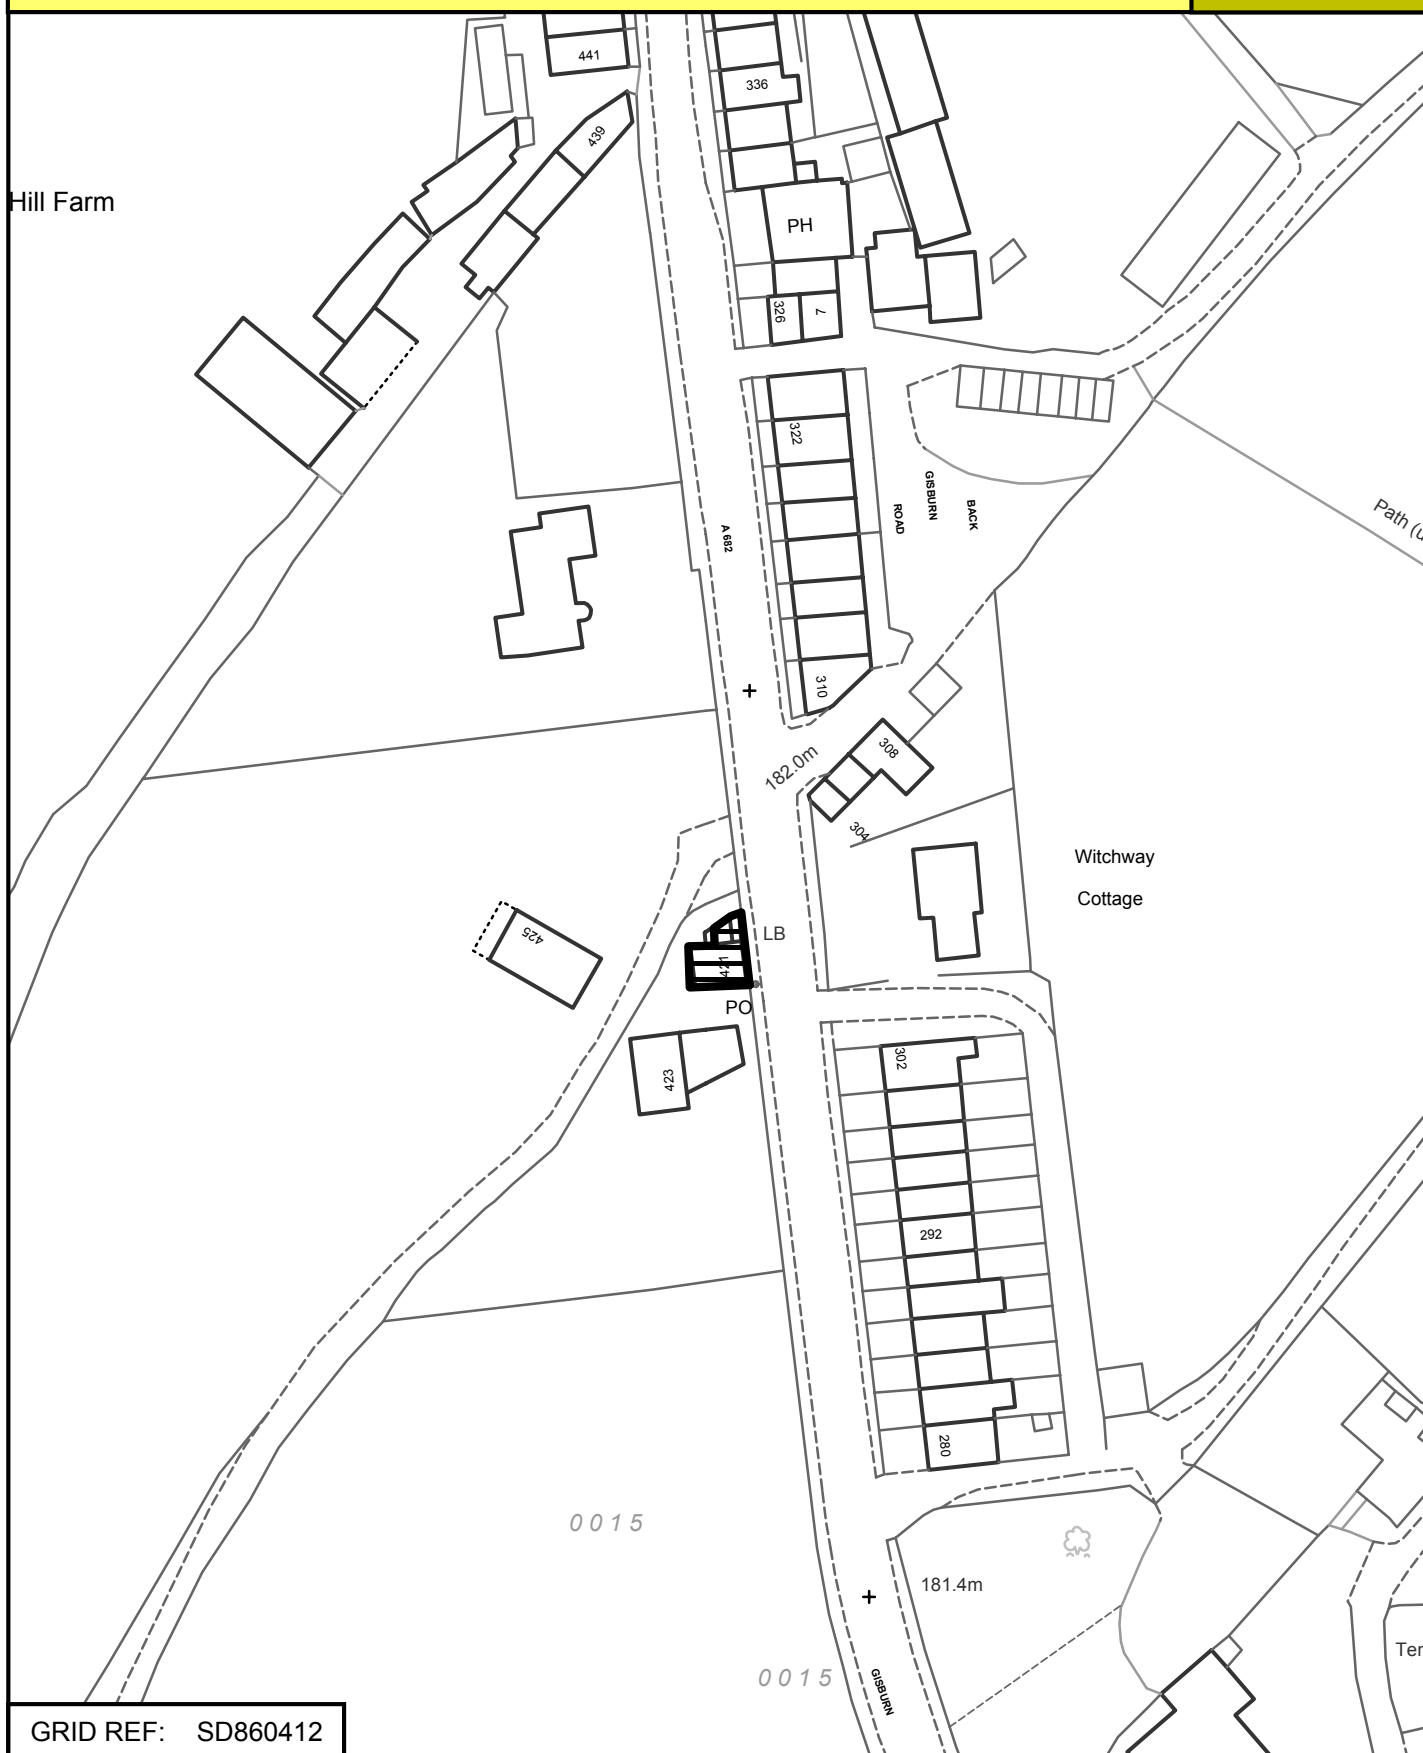 441
336
439
Hill Farm
PH
326
7
322
GISBURN
BACK
ROAD
Path (u
A 682
310
308
182.0m
304
Witchway
Cottage
425
LB
421
PO
302
423
292
280
0015
181.4m
Ter
0015
GISBURN
GRID REF: SD860412